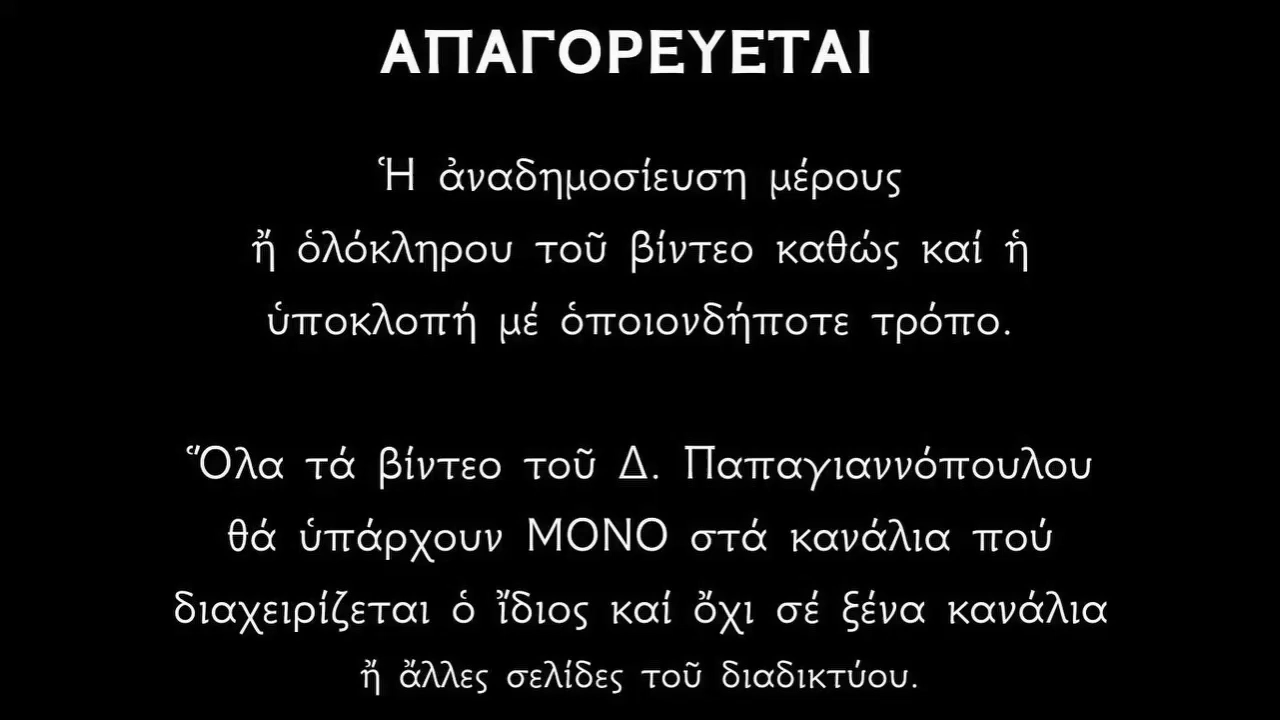 ΑΠΑΓΟΡΕΥΕΤΑΙ
Ἡ ἀναδημοσίευση μέρους
ἤ ὁλόκληρου τοῦ βίντεο καθώς καί ἡ
ὑποκλοπή μέ ὁποιονδήποτε τρόπο.
Ὅλα τά βίντεο τοῦ Δ. Παπαγιαννόπουλου
θά ὑπάρχουν ΜΟΝΟ στά κανάλια πού
διαχειρίζεται ὁ ἴδιος καί ὄχι σέ ξένα κανάλια
ἤ ἄλλες σελίδες τοῦ διαδικτύου.